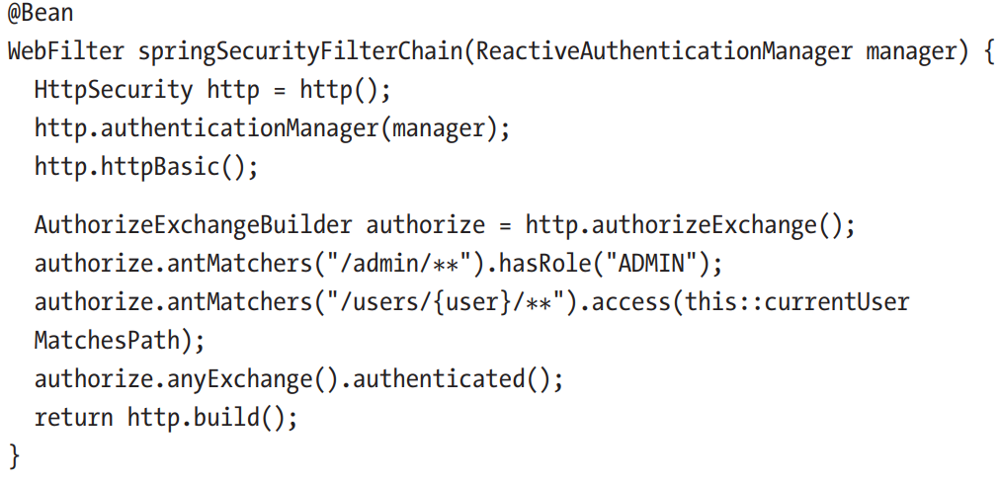 @Bean
WebFilter springSecurityFilterChain(ReactiveAuthenticationManager manager) {
HttpSecurity http = http();
http.authenticationManager(manager);
http.httpBasic();
AuthorizeExchangeBuilder authorize = http.authorizeExchange();
authorize.antMatchers("/admin/**").hasRole("ADMIN");
authorize.antMatchers("/users/{user}/**").access(this::currentUser
MatchesPath);
authorize.anyExchange().authenticated();
return http.build();
}